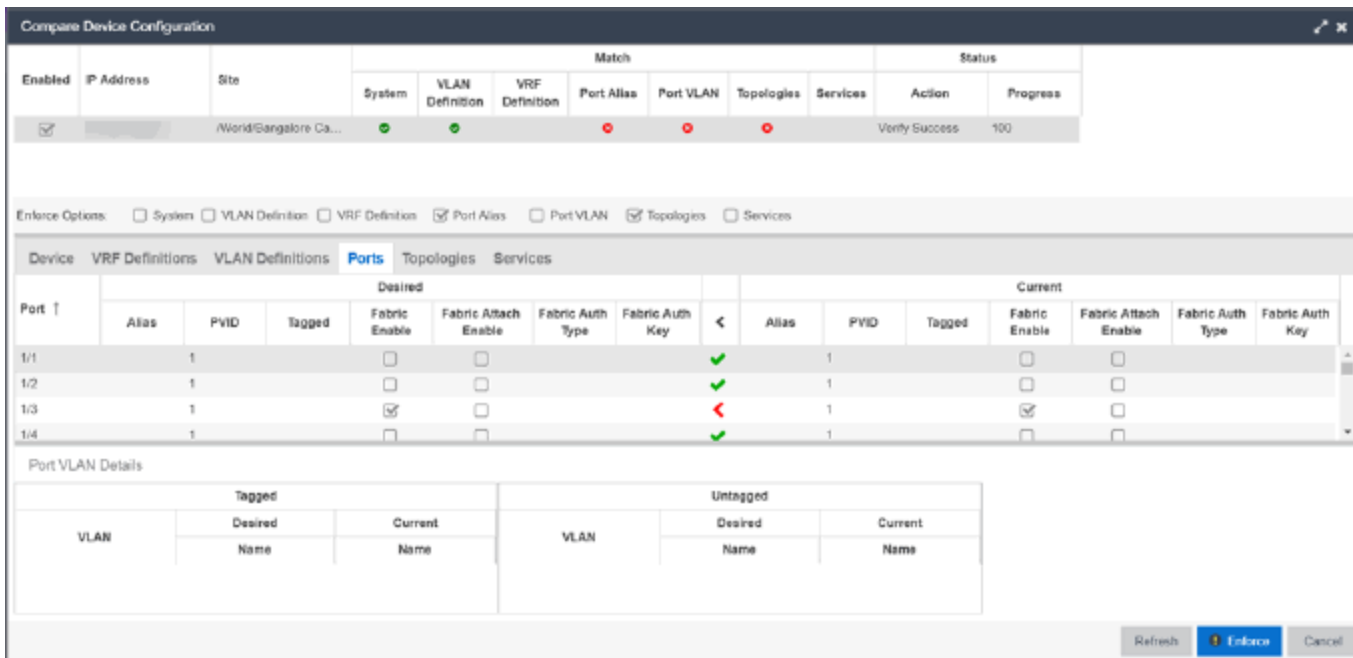 Compare Device Configuration
Match Status
Enabled IP Address Site System VLAN Definition VRF Definition Port Alias Port VLAN Topologies Services Action Progress
/World/Bangalore Ca... Verify Success 100
Enforce Options: System VLAN Definition VRF Definition Port Alias Port VLAN Topologies Services
Device VRF Definitions VLAN Definitions Ports Topologies Services
Desired Current
Port ↑ Alias PVID Tagged Fabric Enable Fabric Attach Enable Fabric Auth Type Fabric Auth Key < Alias PVID Tagged Fabric Enable Fabric Attach Enable Fabric Auth Type Fabric Auth Key
1/1 1 1
1/2 1 1
1/3 1 1
1/4 1 1
Port VLAN Details
Tagged Untagged
VLAN Desired Current VLAN Desired Current
Name Name Name Name
Refresh Enforce Cancel